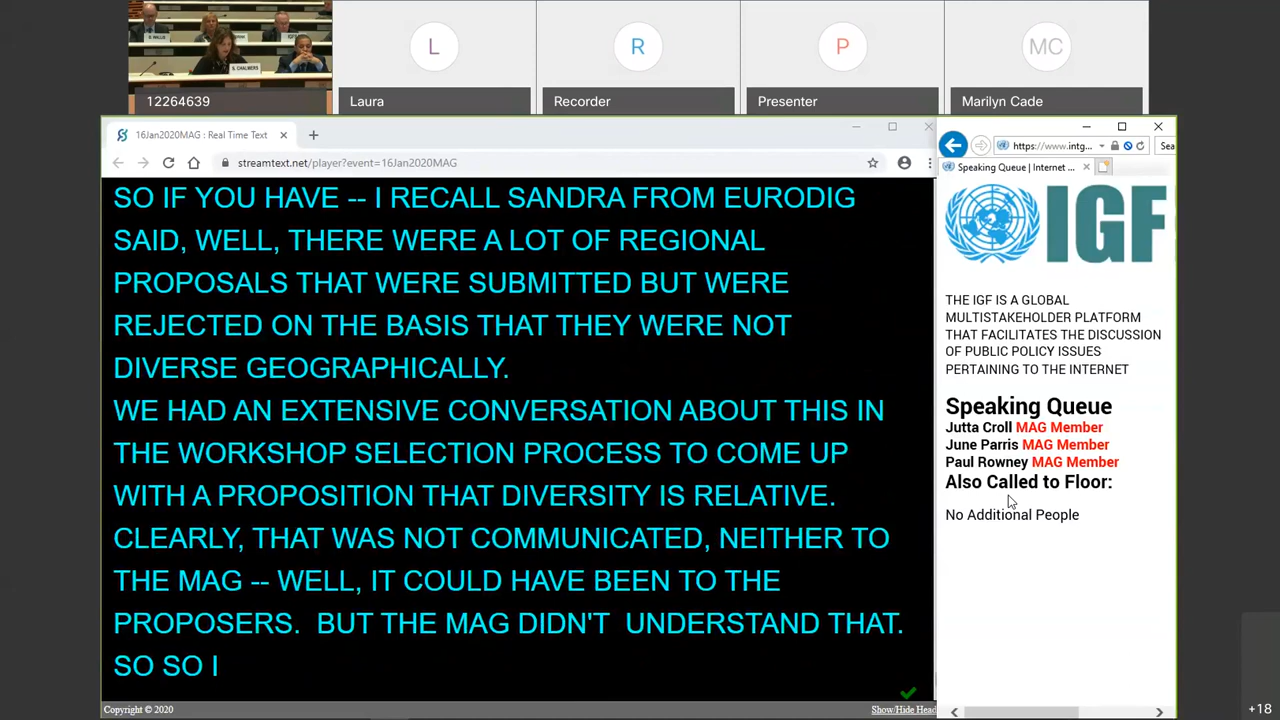 D. WALLIS
S. CHALMERS
L
R
P
MC
12264639
Laura
Recorder
Presenter
Marilyn Cade
16Jan2020MAG : Real Time Text
streamtext.net/player?event=16Jan2020MAG
SO IF YOU HAVE -- I RECALL SANDRA FROM EURODIG
SAID, WELL, THERE WERE A LOT OF REGIONAL
PROPOSALS THAT WERE SUBMITTED BUT WERE
REJECTED ON THE BASIS THAT THEY WERE NOT
DIVERSE GEOGRAPHICALLY.
WE HAD AN EXTENSIVE CONVERSATION ABOUT THIS IN
THE WORKSHOP SELECTION PROCESS TO COME UP
WITH A PROPOSITION THAT DIVERSITY IS RELATIVE.
CLEARLY, THAT WAS NOT COMMUNICATED, NEITHER TO
THE MAG -- WELL, IT COULD HAVE BEEN TO THE
PROPOSERS.  BUT THE MAG DIDN'T  UNDERSTAND THAT.
SO SO I
Copyright © 2020
Show/Hide Head
https://www.intg...
Sea
Speaking Queue | Internet ...
IGF
THE IGF IS A GLOBAL
MULTISTAKEHOLDER PLATFORM
THAT FACILITATES THE DISCUSSION
OF PUBLIC POLICY ISSUES
PERTAINING TO THE INTERNET
Speaking Queue
Jutta Croll MAG Member
June Parris MAG Member
Paul Rowney MAG Member
Also Called to Floor:
No Additional People
+18